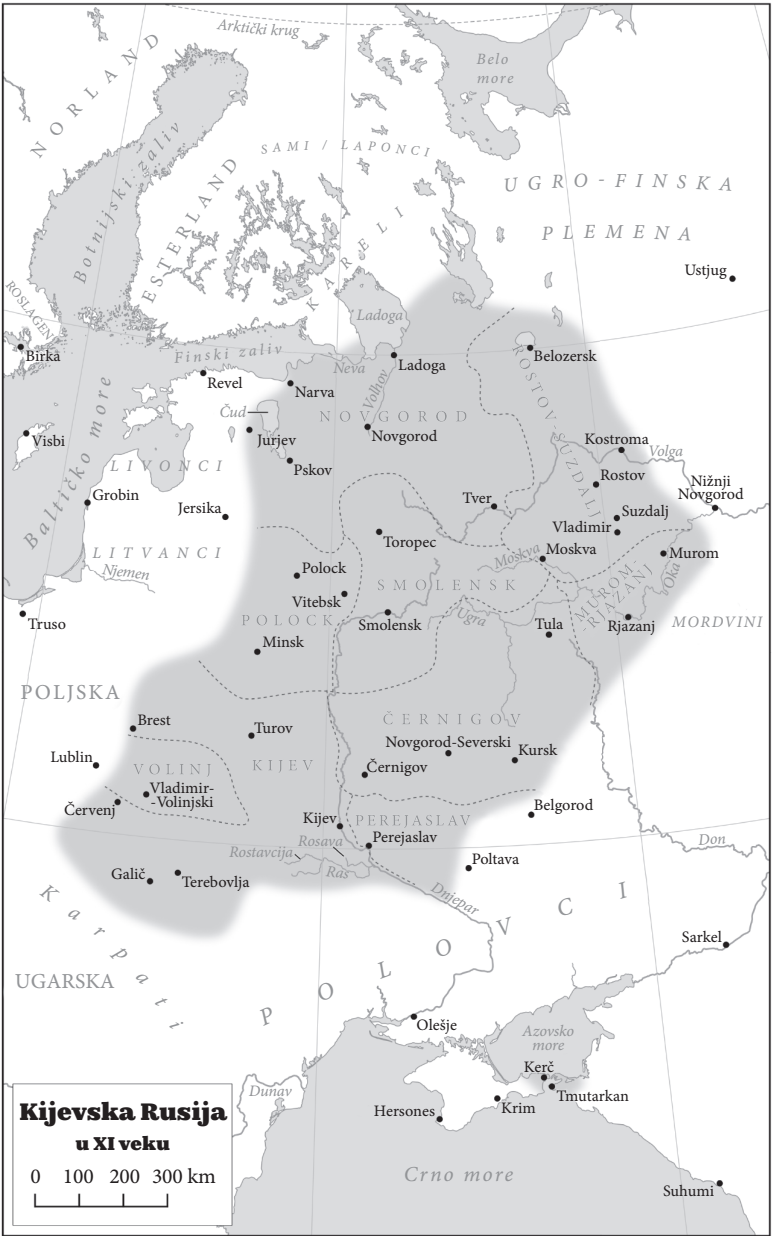 Arktički krug
Belo
more
NORLAND
Botnijski zaliv
SAMI / LAPONCI
ESTERLAND
KARELI
UGRO-FINSKA
PLEMENA
Ustjug
ROSLAGEN
Birka
Ladoga
Finski zaliv
Neva
Ladoga
Belozersk
Revel
Narva
Volhov
Čud
NOVGOROD
ROSTOV-SUZDALJ
Visbi
Jurjev
Novgorod
Kostroma
Volga
Baltičko more
LIVONCI
Pskov
Rostov
Grobin
Jersika
Tver
Nižnji
Novgorod
Suzdalj
Vladimir
Toropec
LITVANCI
Njemen
Moskva
Moskva
Murom
Polock
Vitebsk
SMOLENSK
MUROM-
-RJAZANJ
Oka
Truso
POLOCK
Smolensk
Ugra
Tula
Rjazanj
MORDVINI
Minsk
POLJSKA
Brest
Turov
ČERNIGOV
Lublin
VOLINJ
KIJEV
Novgorod-Severski
Kursk
Černigov
Vladimir-
-Volinjski
Červenj
Belgorod
Kijev
PEREJASLAV
Rosava
Perejaslav
Don
Rostavcija
Ras
Poltava
Galič
Terebovlja
Dnjepar
Karpati
POLOVCI
Sarkel
UGARSKA
Olešje
Azovsko
more
Kerč
Tmutarkan
Dunav
Krim
Hersones
Kijevska Rusija
u XI veku
0 100 200 300 km
Crno more
Suhumi